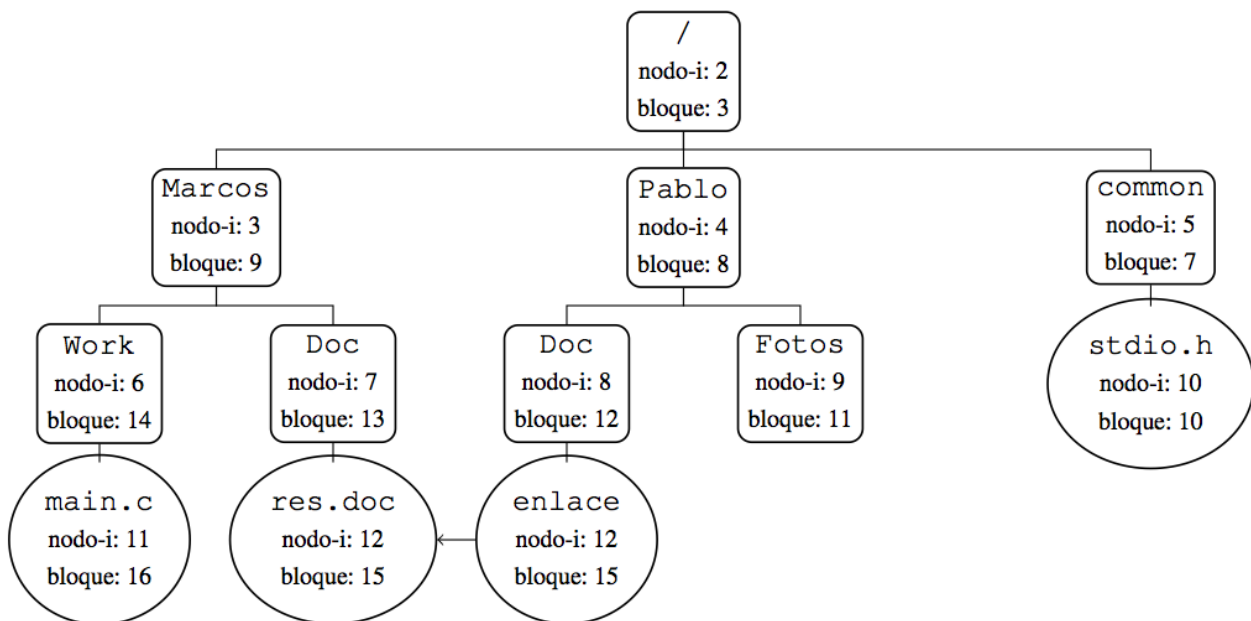 /
nodo-i: 2
bloque: 3
Marcos
nodo-i: 3
bloque: 9
Pablo
nodo-i: 4
bloque: 8
common
nodo-i: 5
bloque: 7
Work
nodo-i: 6
bloque: 14
Doc
nodo-i: 7
bloque: 13
Doc
nodo-i: 8
bloque: 12
Fotos
nodo-i: 9
bloque: 11
stdio.h
nodo-i: 10
bloque: 10
main.c
nodo-i: 11
bloque: 16
res.doc
nodo-i: 12
bloque: 15
enlace
nodo-i: 12
bloque: 15